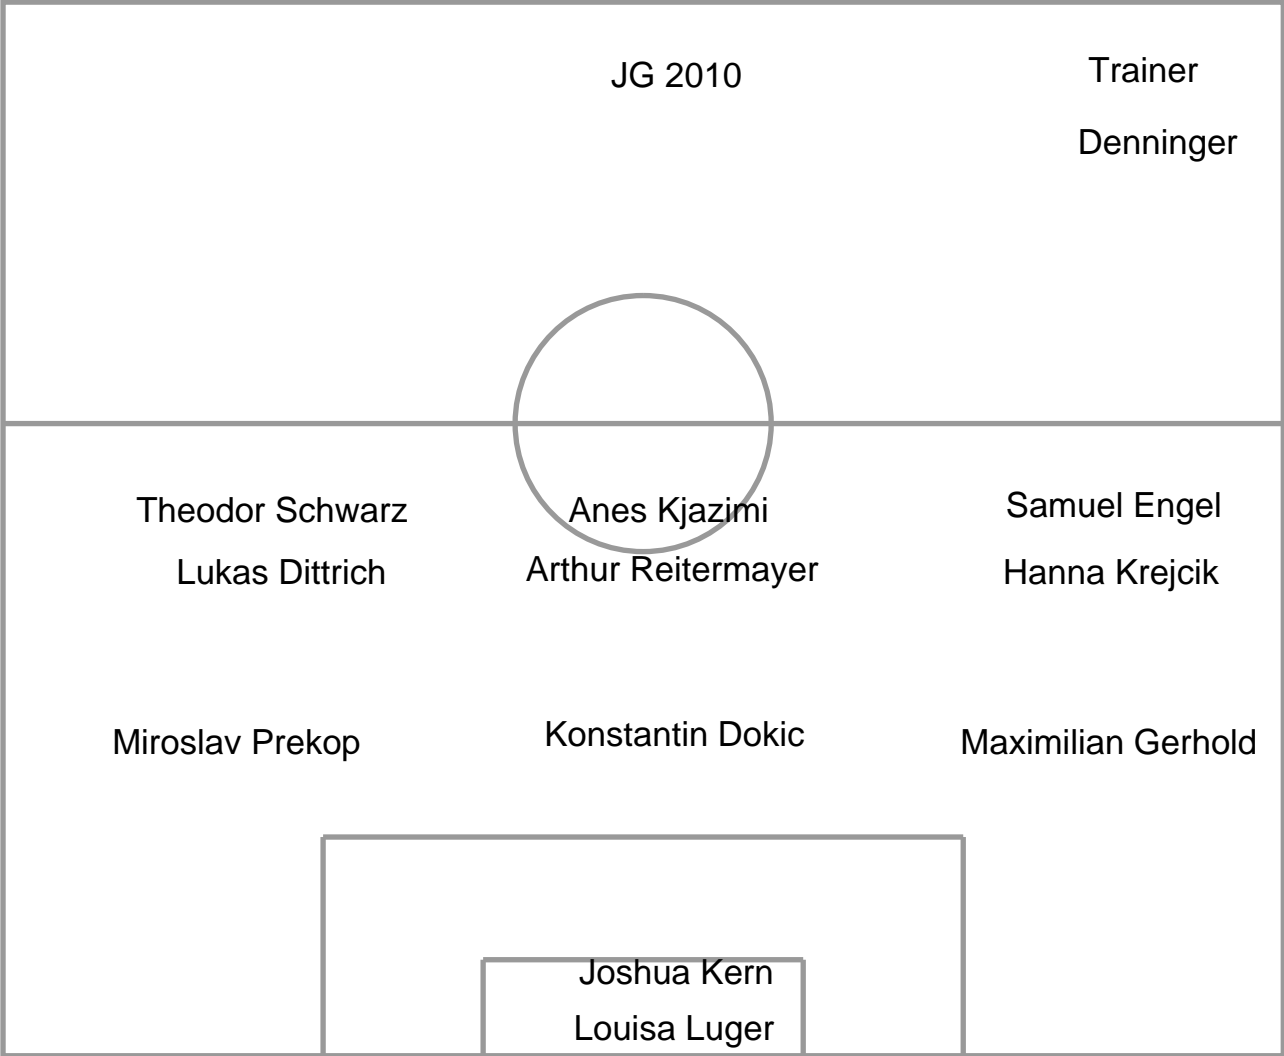 JG 2010
Trainer
Denninger
Theodor Schwarz
Anes Kjazimi
Samuel Engel
Lukas Dittrich
Arthur Reitermayer
Hanna Krejcik
Miroslav Prekop
Konstantin Dokic
Maximilian Gerhold
Joshua Kern
Louisa Luger